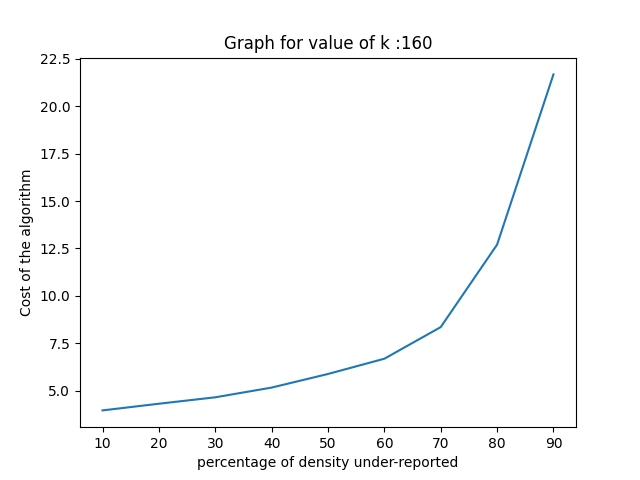 Graph for value of k :160
22.5
20.0
17.5
15.0
12.5
10.0
7.5
5.0
Cost of the algorithm
10 20 30 40 50 60 70 80 90
percentage of density under-reported